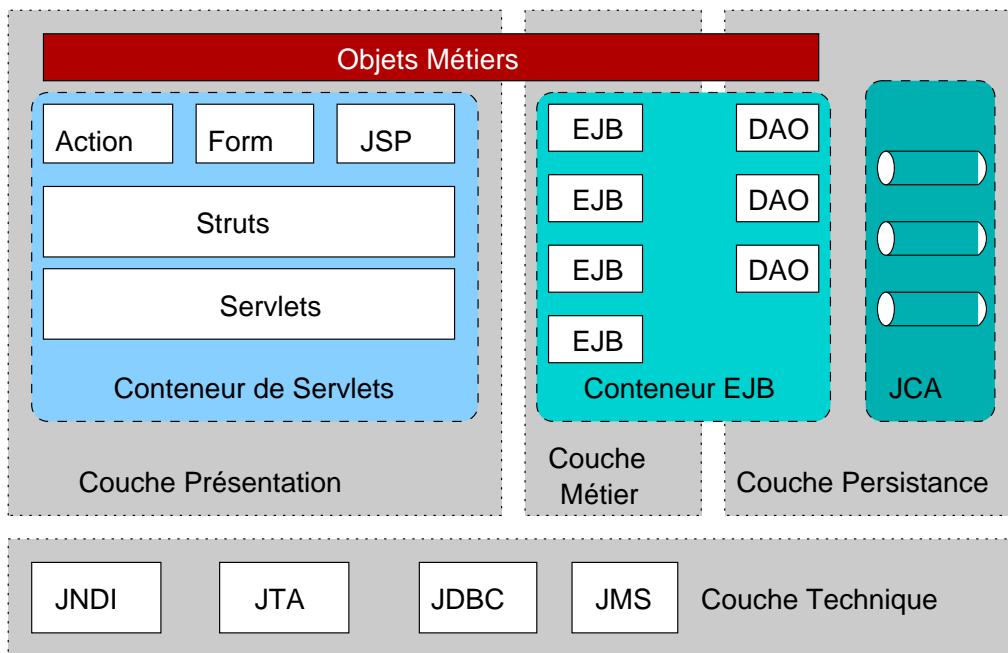 Objets Métiers
Action
Form
JSP
Struts
Servlets
Conteneur de Servlets
Couche Présentation
EJB
EJB
EJB
EJB
DAO
DAO
DAO
Conteneur EJB
JCA
Couche
Métier
Couche Persistance
JNDI
JTA
JDBC
JMS
Couche Technique